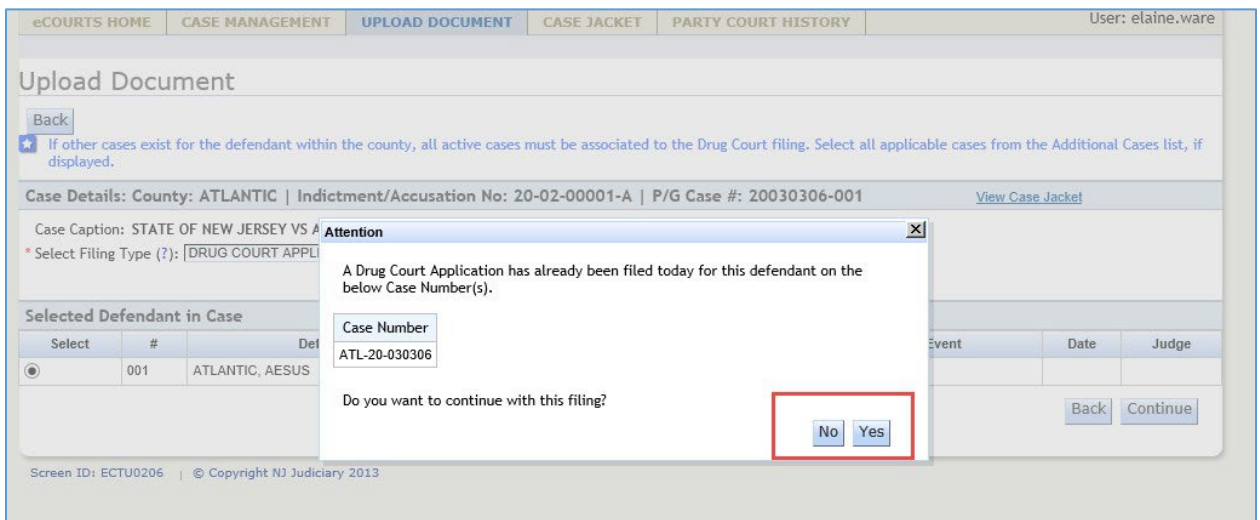 eCOURTS HOME CASE MANAGEMENT UPLOAD DOCUMENT CASE JACKET PARTY COURT HISTORY User: elaine.ware
Upload Document
Back
If other cases exist for the defendant within the county, all active cases must be associated to the Drug Court filing. Select all applicable cases from the Additional Cases list, if
displayed.
Case Details: County: ATLANTIC | Indictment/Accusation No: 20-02-00001-A | P/G Case #: 20030306-001 View Case Jacket
Case Caption: STATE OF NEW JERSEY VS A
* Select Filing Type (?): DRUG COURT APPLI
Attention
A Drug Court Application has already been filed today for this defendant on the
below Case Number(s).
Case Number
ATL-20-030306
Do you want to continue with this filing?
No Yes
Selected Defendant in Case
Select # Def Event Date Judge
001 ATLANTIC, AESUS
Back Continue
Screen ID: ECTU0206 | © Copyright NJ Judiciary 2013